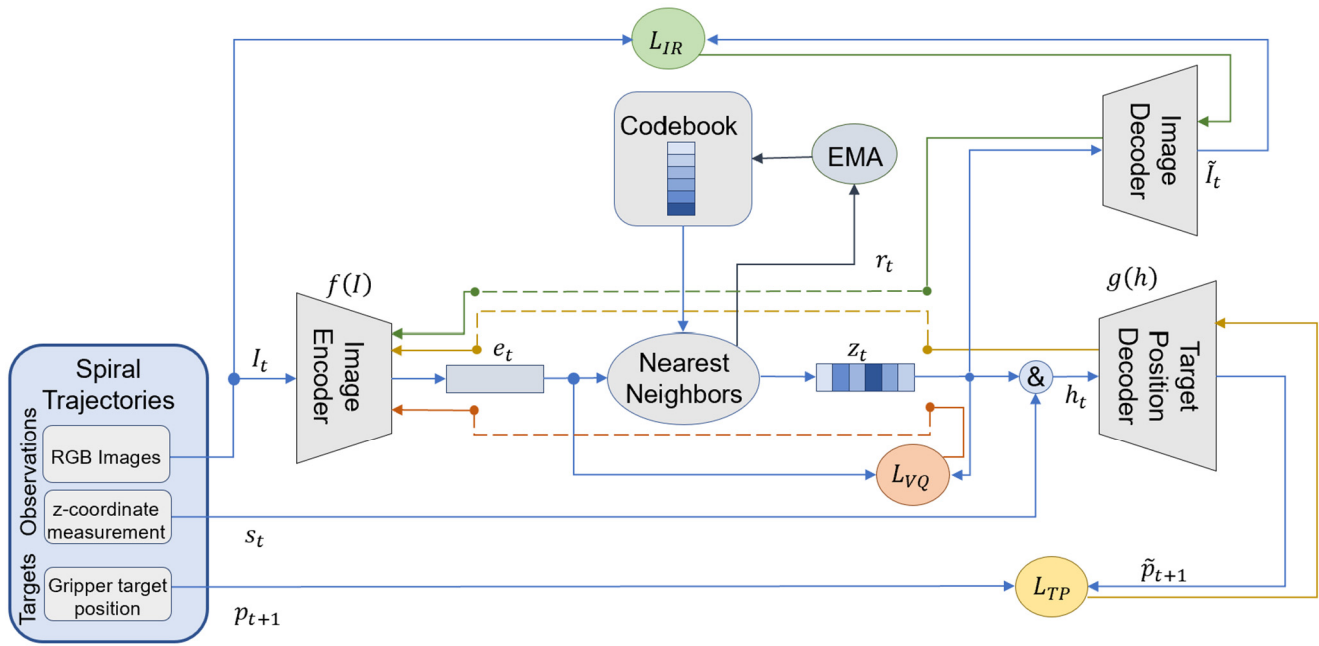 L_IR
Codebook
EMA
Image
Decoder
Ĩ_t
r_t
f(I)
g(h)
Image
Encoder
I_t
e_t
Nearest
Neighbors
z_t
&
h_t
Target
Position
Decoder
Spiral
Trajectories
Observations
RGB Images
z-coordinate
measurement
s_t
L_VQ
Targets
Gripper target
position
p_{t+1}
L_TP
p̃_{t+1}